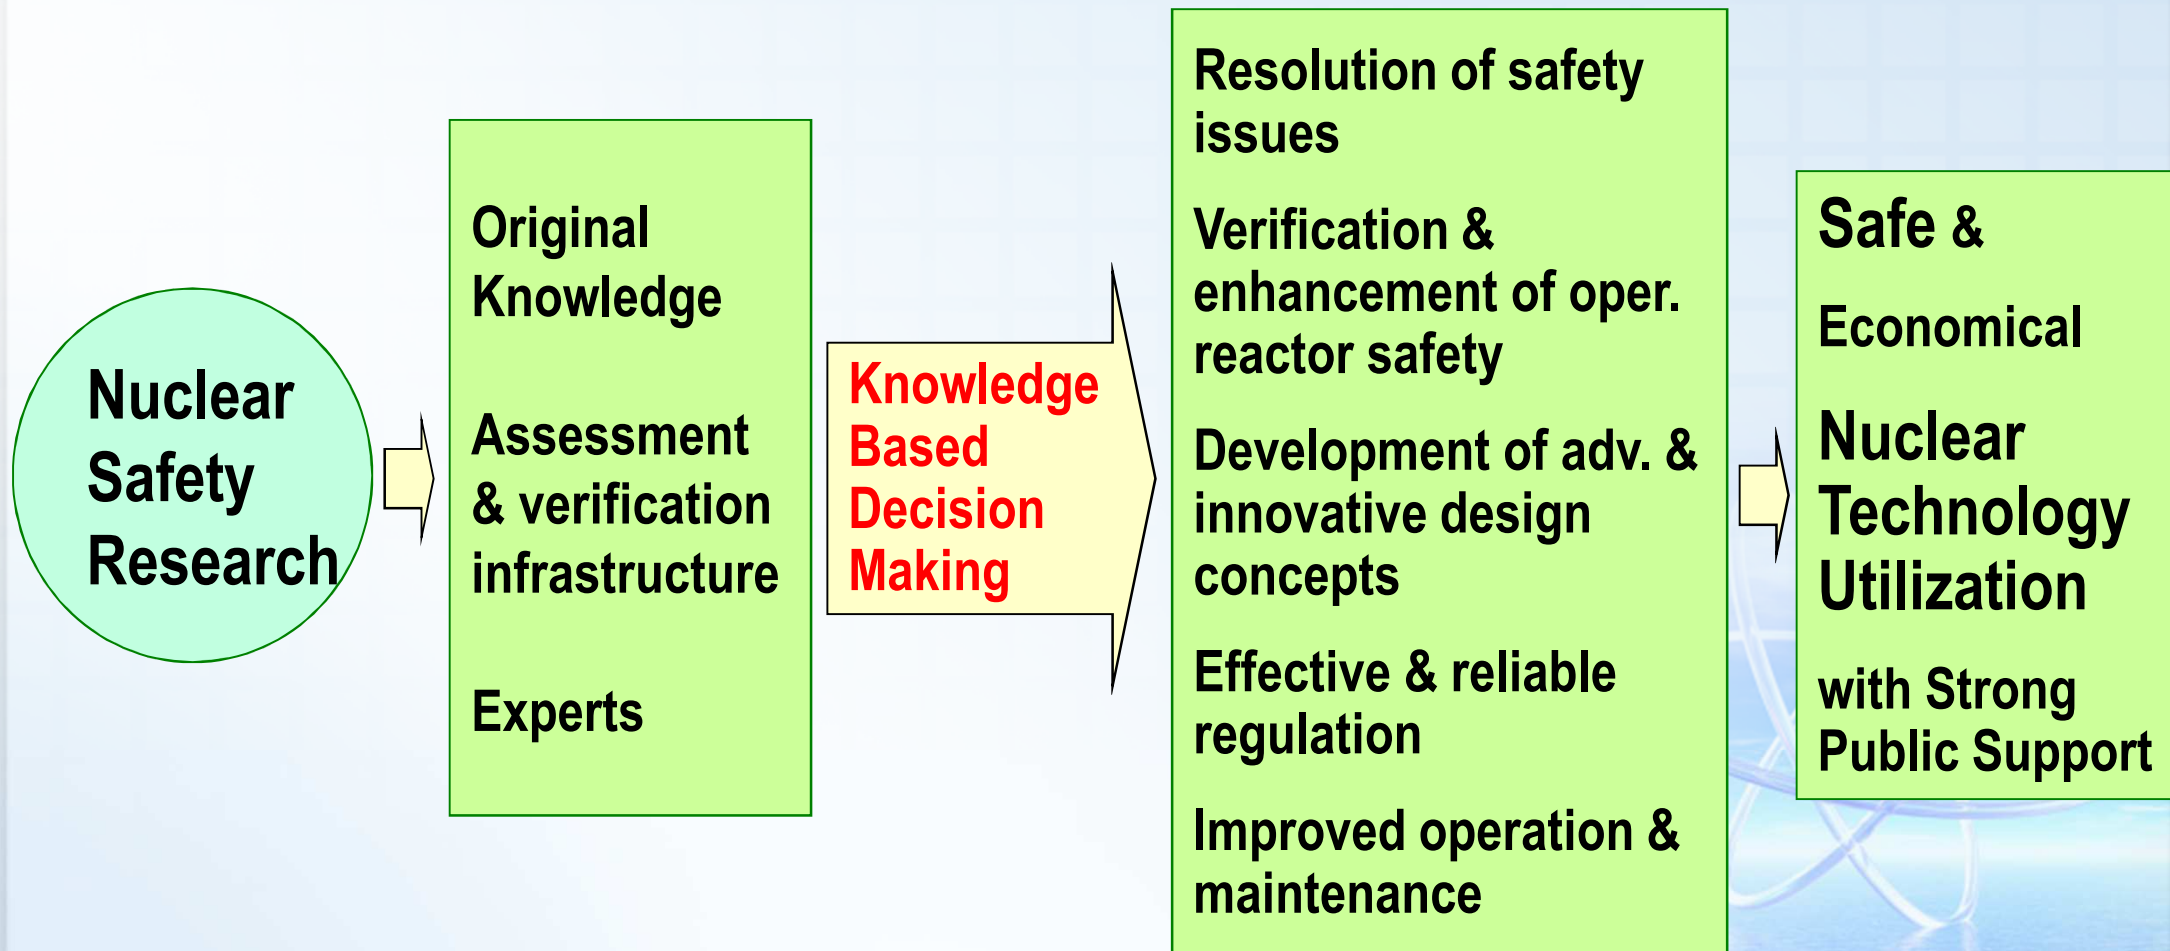 Nuclear
Safety
Research
Original
Knowledge
Assessment
& verification
infrastructure
Experts
Knowledge
Based
Decision
Making
Resolution of safety
issues
Verification &
enhancement of oper.
reactor safety
Development of adv. &
innovative design
concepts
Effective & reliable
regulation
Improved operation &
maintenance
Safe &
Economical
Nuclear
Technology
Utilization
with Strong
Public Support